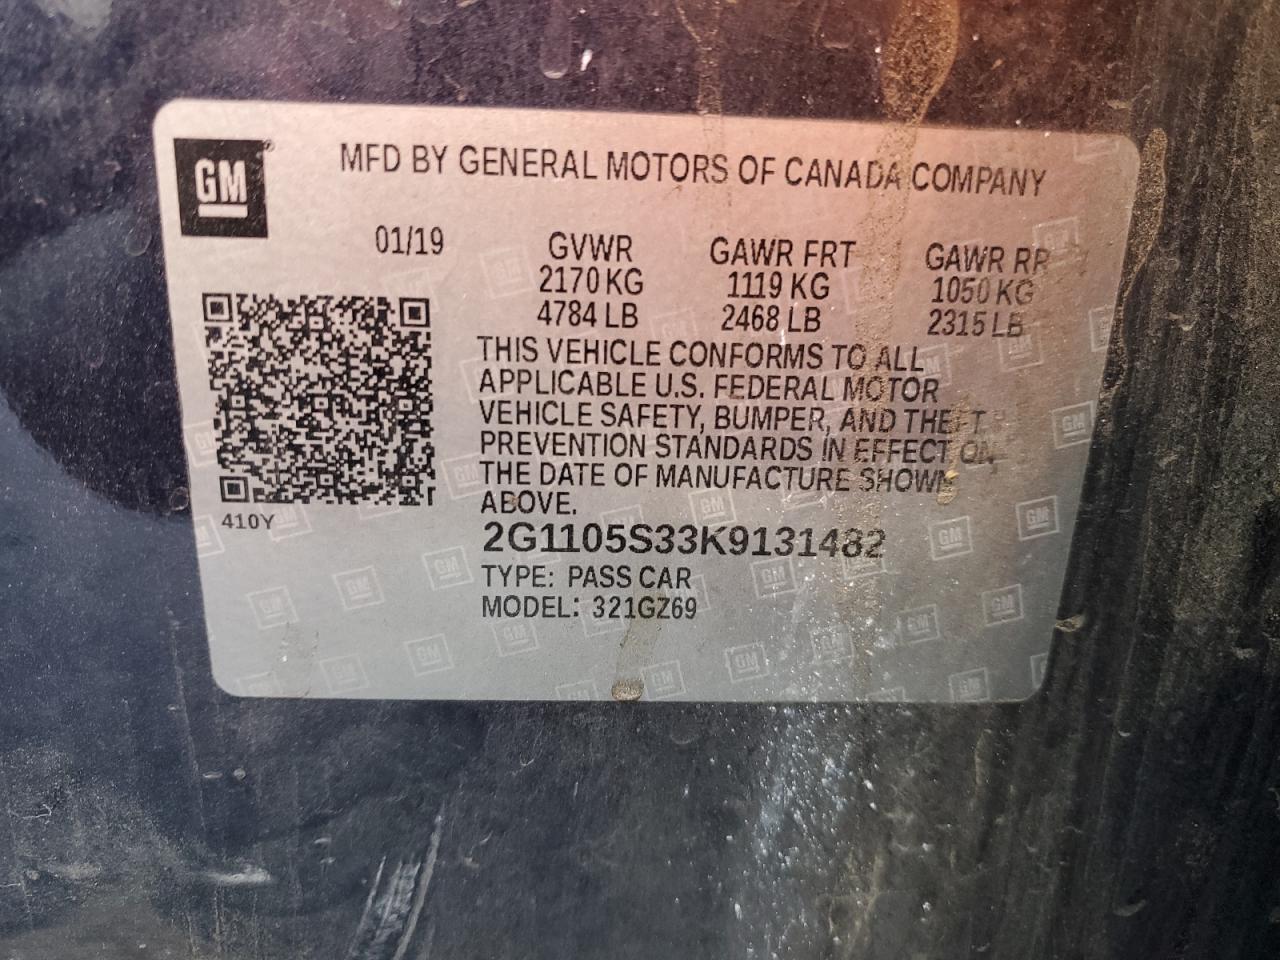 GM
MFD BY GENERAL MOTORS OF CANADA COMPANY
01/19 GVWR GAWR FRT GAWR RR
2170 KG 1119 KG 1050 KG
4784 LB 2468 LB 2315 LB
THIS VEHICLE CONFORMS TO ALL
APPLICABLE U.S. FEDERAL MOTOR
VEHICLE SAFETY, BUMPER, AND THEFT
PREVENTION STANDARDS IN EFFECT ON
THE DATE OF MANUFACTURE SHOWN
ABOVE.
410Y
2G1105S33K9131482
TYPE: PASS CAR
MODEL: 321GZ69